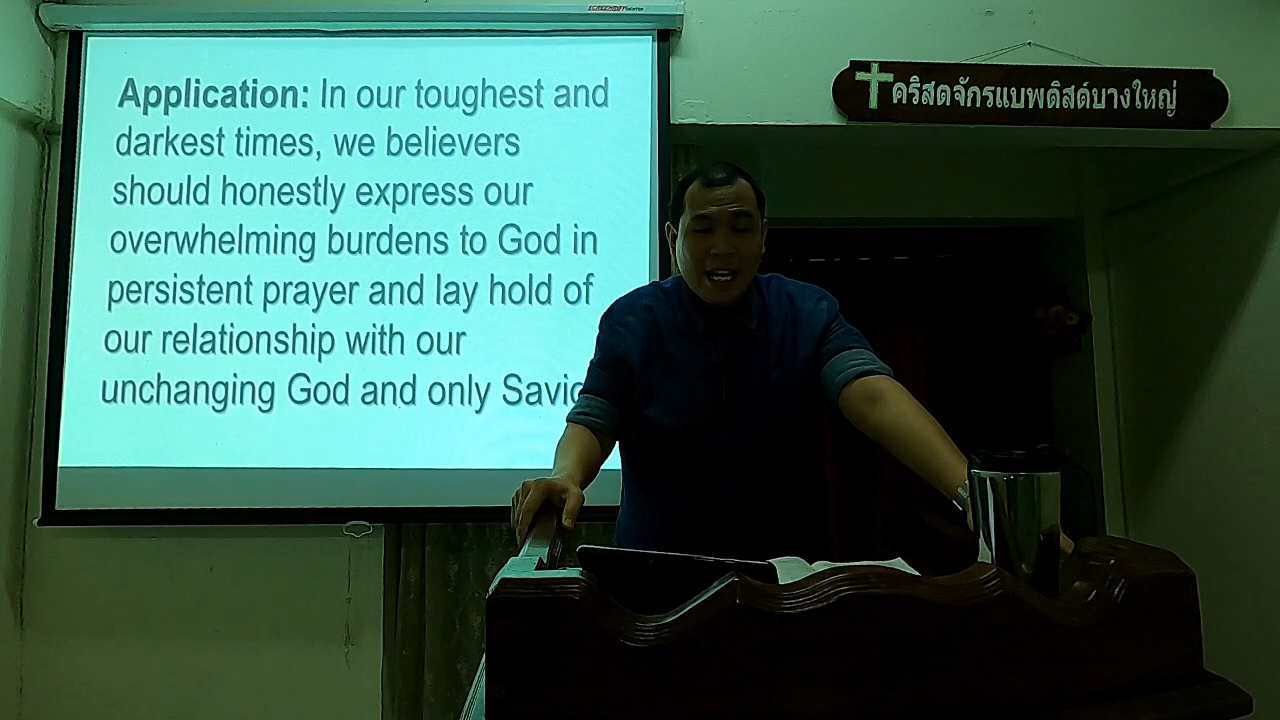 Application: In our toughest and
darkest times, we believers
should honestly express our
overwhelming burdens to God in
persistent prayer and lay hold of
our relationship with our
unchanging God and only Savio
คริสตจักรแบพติสต์บางใหญ่